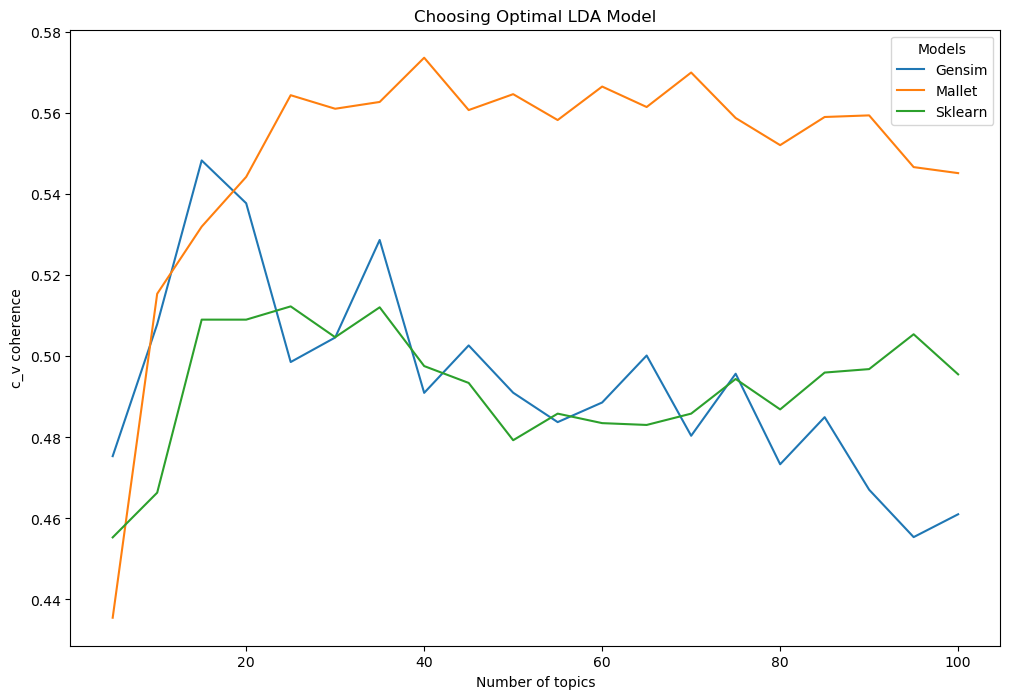 Choosing Optimal LDA Model
Models
Gensim
Mallet
Sklearn
0.58
0.56
0.54
0.52
0.50
0.48
0.46
0.44
c_v coherence
20 40 60 80 100
Number of topics